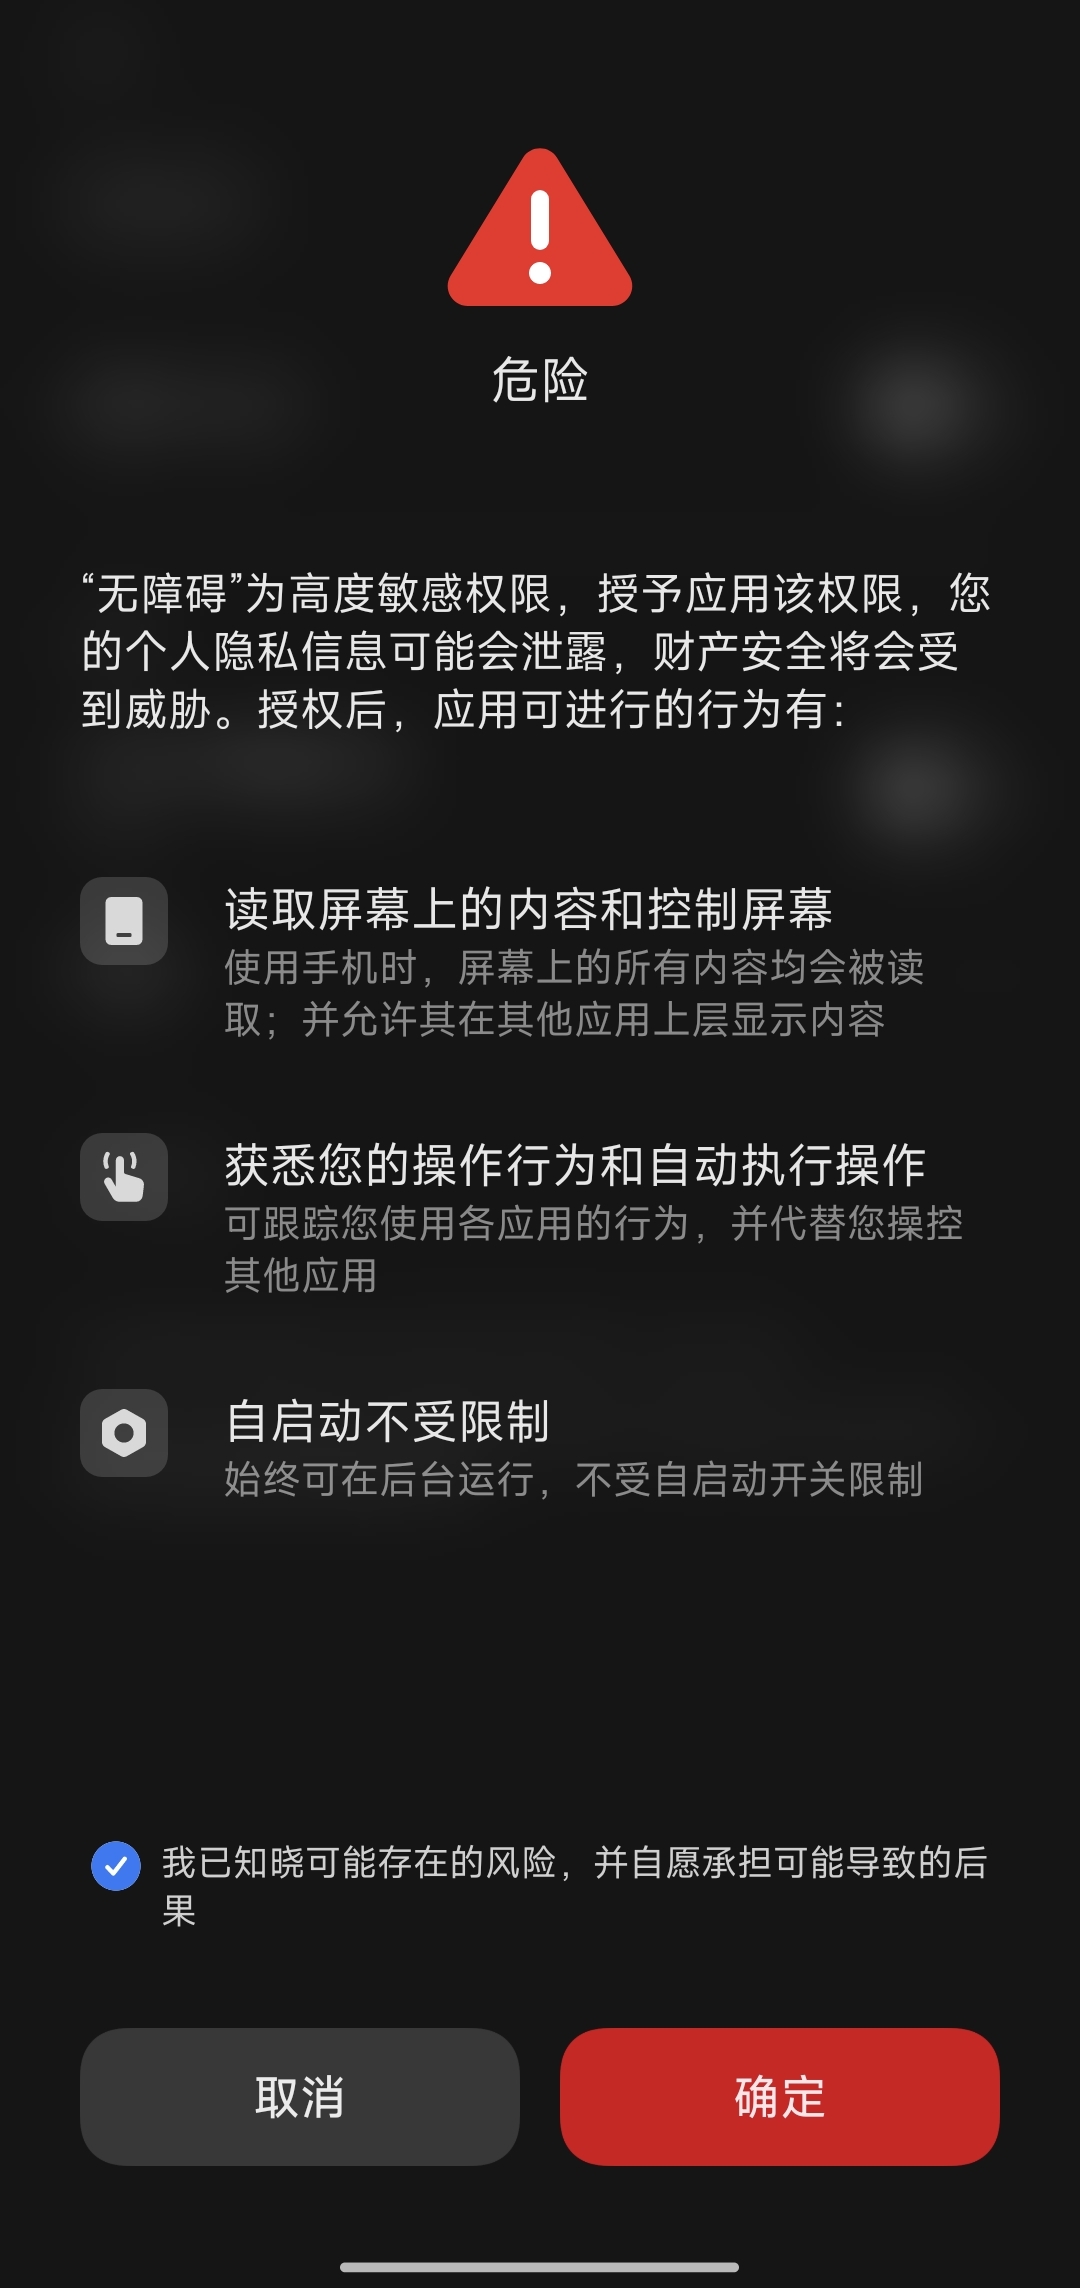 危险
“无障碍”为高度敏感权限，授予应用该权限，您
的个人隐私信息可能会泄露，财产安全将会受
到威胁。授权后，应用可进行的行为有：
读取屏幕上的内容和控制屏幕
使用手机时，屏幕上的所有内容均会被读
取；并允许其在其他应用上层显示内容
获悉您的操作行为和自动执行操作
可跟踪您使用各应用的行为，并代替您操控
其他应用
自启动不受限制
始终可在后台运行，不受自启动开关限制
我已知晓可能存在的风险，并自愿承担可能导致的后
果
取消
确定